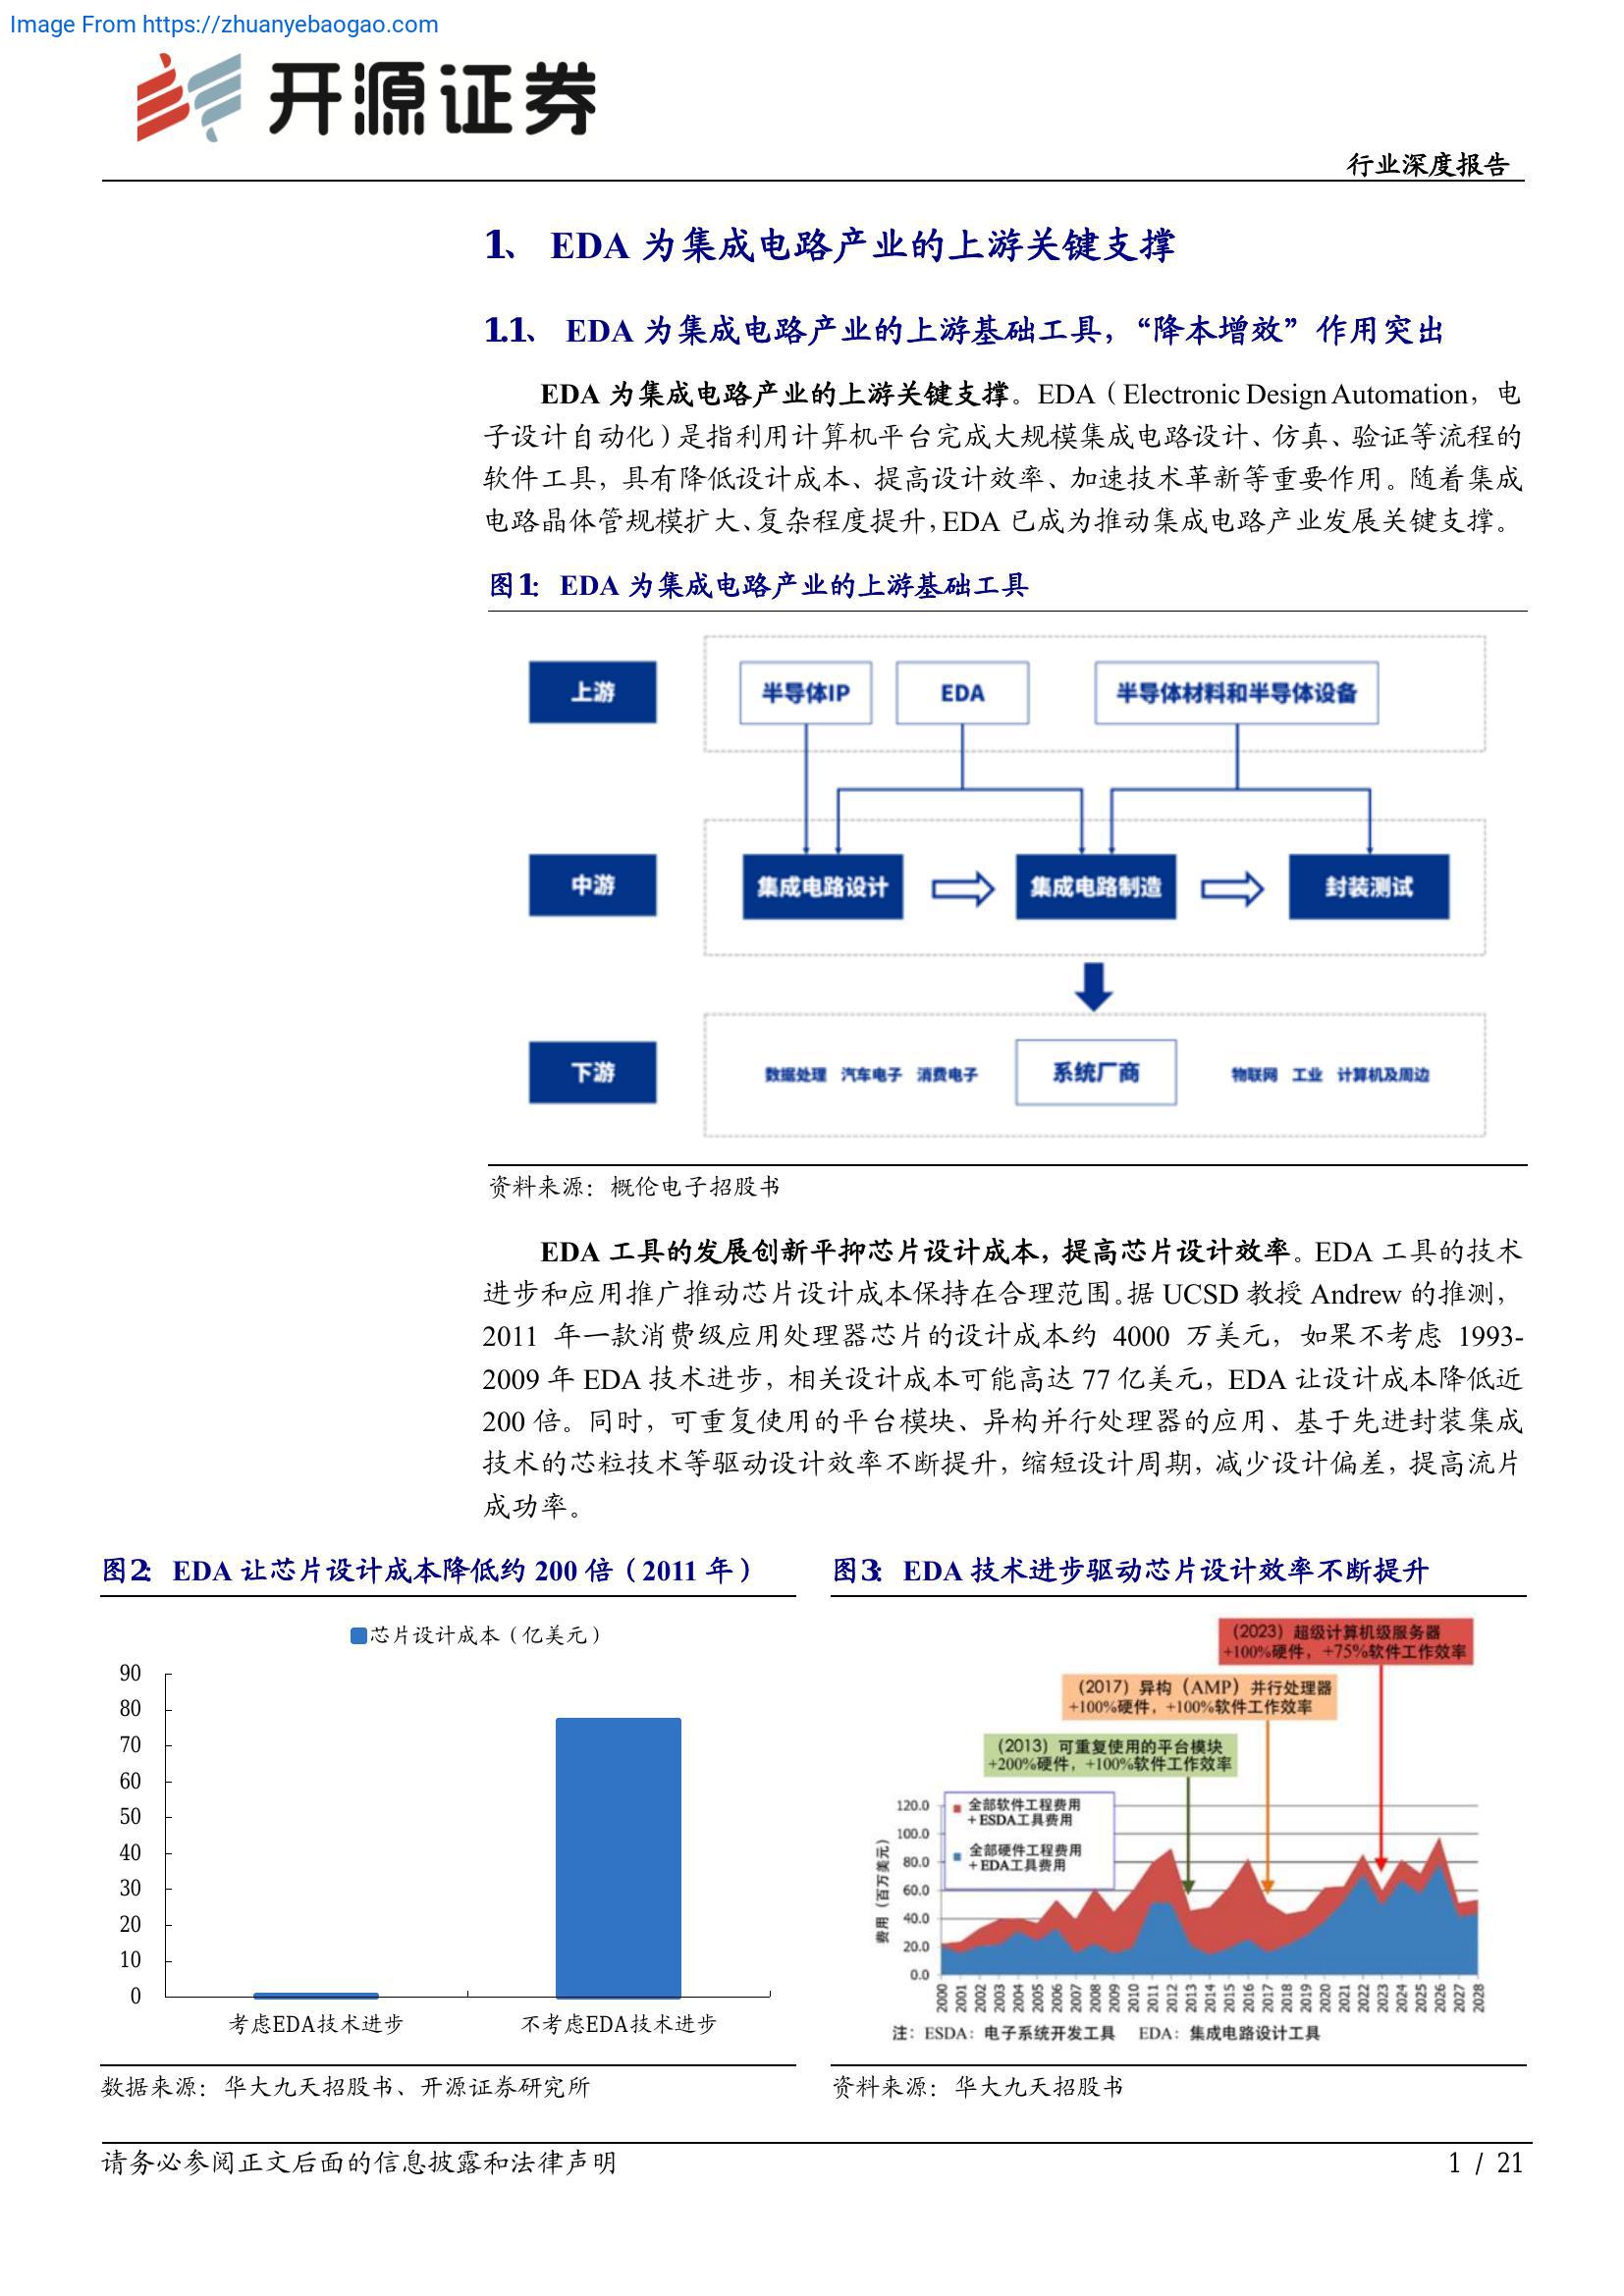 Image From https://zhuanyebaogao.com
开源证券
行业深度报告
1、 EDA 为集成电路产业的上游关键支撑
1.1、 EDA 为集成电路产业的上游基础工具，“降本增效”作用突出
EDA 为集成电路产业的上游关键支撑。EDA（Electronic Design Automation，电
子设计自动化）是指利用计算机平台完成大规模集成电路设计、仿真、验证等流程的
软件工具，具有降低设计成本、提高设计效率、加速技术革新等重要作用。随着集成
电路晶体管规模扩大、复杂程度提升，EDA 已成为推动集成电路产业发展关键支撑。
图1： EDA 为集成电路产业的上游基础工具
上游
半导体IP
EDA
半导体材料和半导体设备
中游
集成电路设计
集成电路制造
封装测试
下游
数据处理 汽车电子 消费电子
系统厂商
物联网 工业 计算机及周边
资料来源：概伦电子招股书
EDA 工具的发展创新平抑芯片设计成本，提高芯片设计效率。EDA 工具的技术
进步和应用推广推动芯片设计成本保持在合理范围。据 UCSD 教授 Andrew 的推测，
2011 年一款消费级应用处理器芯片的设计成本约 4000 万美元，如果不考虑 1993-
2009 年 EDA 技术进步，相关设计成本可能高达 77 亿美元，EDA 让设计成本降低近
200 倍。同时，可重复使用的平台模块、异构并行处理器的应用、基于先进封装集成
技术的芯粒技术等驱动设计效率不断提升，缩短设计周期，减少设计偏差，提高流片
成功率。
图2： EDA 让芯片设计成本降低约 200 倍（2011 年）
芯片设计成本（亿美元）
90
80
70
60
50
40
30
20
10
0
考虑EDA技术进步
不考虑EDA技术进步
数据来源：华大九天招股书、开源证券研究所
图3： EDA 技术进步驱动芯片设计效率不断提升
（2023）超级计算机级服务器
+100%硬件，+75%软件工作效率
（2017）异构（AMP）并行处理器
+100%硬件，+100%软件工作效率
（2013）可重复使用的平台模块
+200%硬件，+100%软件工作效率
全部软件工程费用
+ESDA工具费用
全部硬件工程费用
+EDA工具费用
费用（百万美元）
120.0
100.0
80.0
60.0
40.0
20.0
0.0
2000 2001 2002 2003 2004 2005 2006 2007 2008 2009 2010 2011 2012 2013 2014 2015 2016 2017 2018 2019 2020 2021 2022 2023 2024 2025 2026 2027 2028
注：ESDA：电子系统开发工具 EDA：集成电路设计工具
资料来源：华大九天招股书
请务必参阅正文后面的信息披露和法律声明
1 / 21